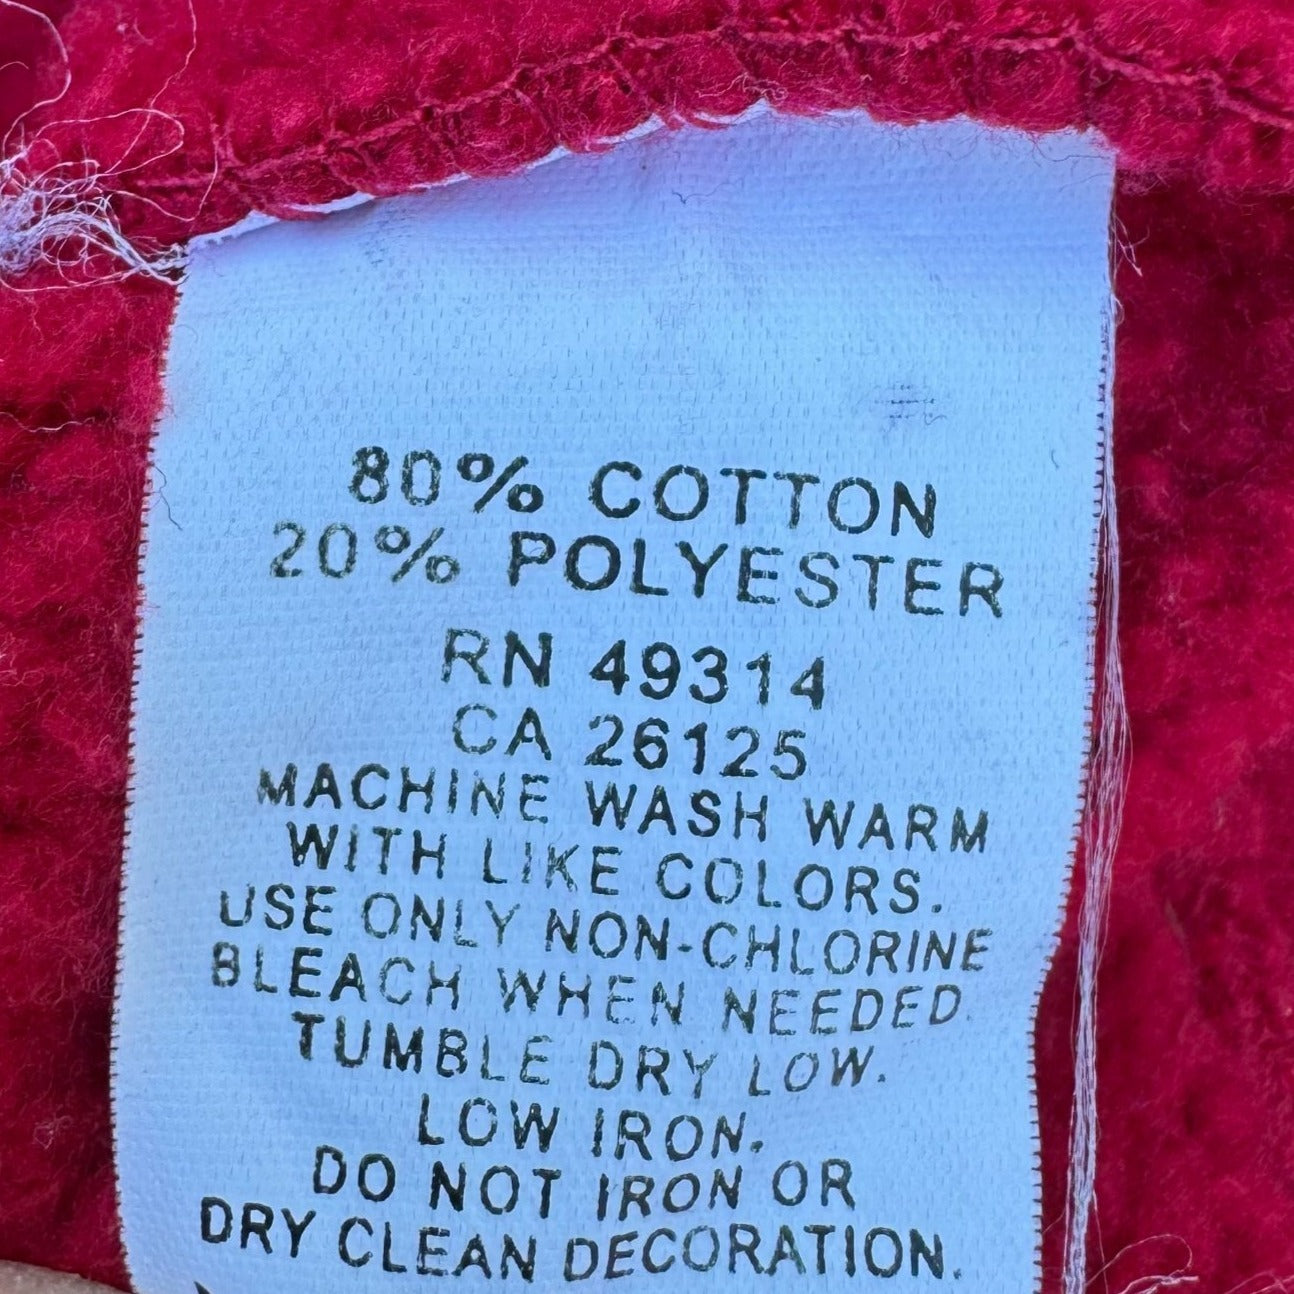 80% COTTON
20% POLYESTER
RN 49314
CA 26125
MACHINE WASH WARM
WITH LIKE COLORS.
USE ONLY NON-CHLORINE
BLEACH WHEN NEEDED.
TUMBLE DRY LOW.
LOW IRON.
DO NOT IRON OR
DRY CLEAN DECORATION.